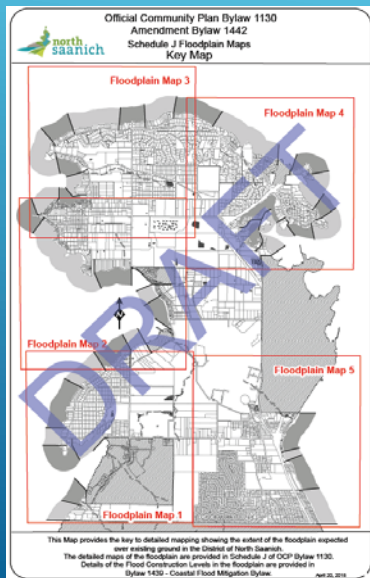 Official Community Plan Bylaw 1130
Amendment Bylaw 1442
Schedule J Floodplain Maps
Key Map
north
saanich
Floodplain Map 3
Floodplain Map 4
N
Floodplain Map 2
Floodplain Map 5
Floodplain Map 1
DRAFT
This Map provides the key to detailed mapping showing the extent of the floodplain expected
over existing ground in the District of North Saanich.
The detailed maps of the floodplain are provided in Schedule J of OCP Bylaw 1130.
Details of the Flood Construction Levels in the floodplain are provided in
Bylaw 1439 - Coastal Flood Mitigation Bylaw.